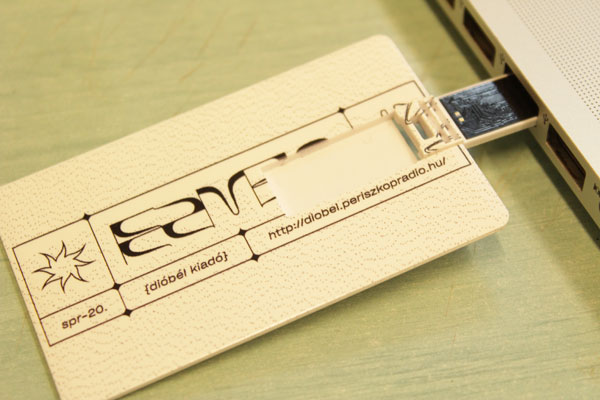 http://diobel.periszkopradio.hu/
{dióbél kiadó}
spr-20.